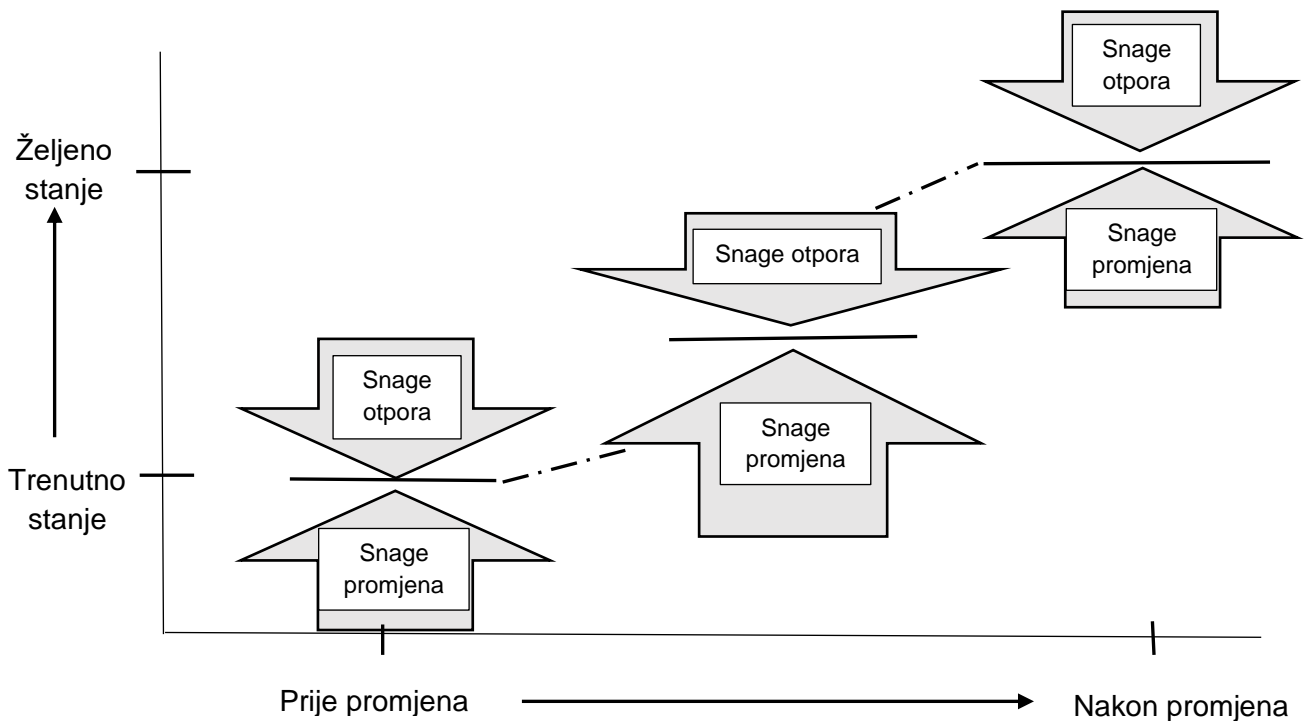 Snage
otpora
Željeno
stanje
Snage
promjena
Snage otpora
Snage
otpora
Snage
promjena
Trenutno
stanje
Snage
promjena
Prije promjena
Nakon promjena